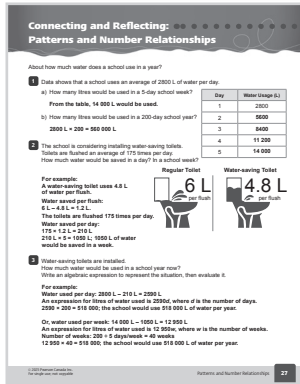 Connecting and Reflecting:
Patterns and Number Relationships
About how much water does a school use in a year?
1 Data shows that a school uses an average of 2800 L of water per day.
a) How many litres would be used in a 5-day school week?
From the table, 14 000 L would be used.
b) How many litres would be used in a 200-day school year?
2800 L × 200 = 560 000 L
Day Water Usage (L)
1 2800
2 5600
3 8400
4 11 200
5 14 000
2 The school is considering installing water-saving toilets.
Toilets are flushed an average of 175 times per day.
How much water would be saved in a day? In a school week?
For example:
A water-saving toilet uses 4.8 L
of water per flush.
Water saved per flush:
6 L – 4.8 L = 1.2 L.
The toilets are flushed 175 times per day.
Water saved per day:
175 × 1.2 L = 210 L
210 L × 5 = 1050 L; 1050 L of water
would be saved in a week.
Regular Toilet
6 L
per flush
Water-saving Toilet
4.8 L
per flush
3 Water-saving toilets are installed.
How much water would be used in a school year now?
Write an algebraic expression to represent the situation, then evaluate it.
For example:
Water used per day: 2800 L – 210 L = 2590 L
An expression for litres of water used is 2590d, where d is the number of days.
2590 × 200 = 518 000; the school would use 518 000 L of water per year.
Or, water used per week: 14 000 L – 1050 L = 12 950 L
An expression for litres of water used is 12 950w, where w is the number of weeks.
Number of weeks: 200 ÷ 5 days/week = 40 weeks
12 950 × 40 = 518 000; the school would use 518 000 L of water per year.
Patterns and Number Relationships 27